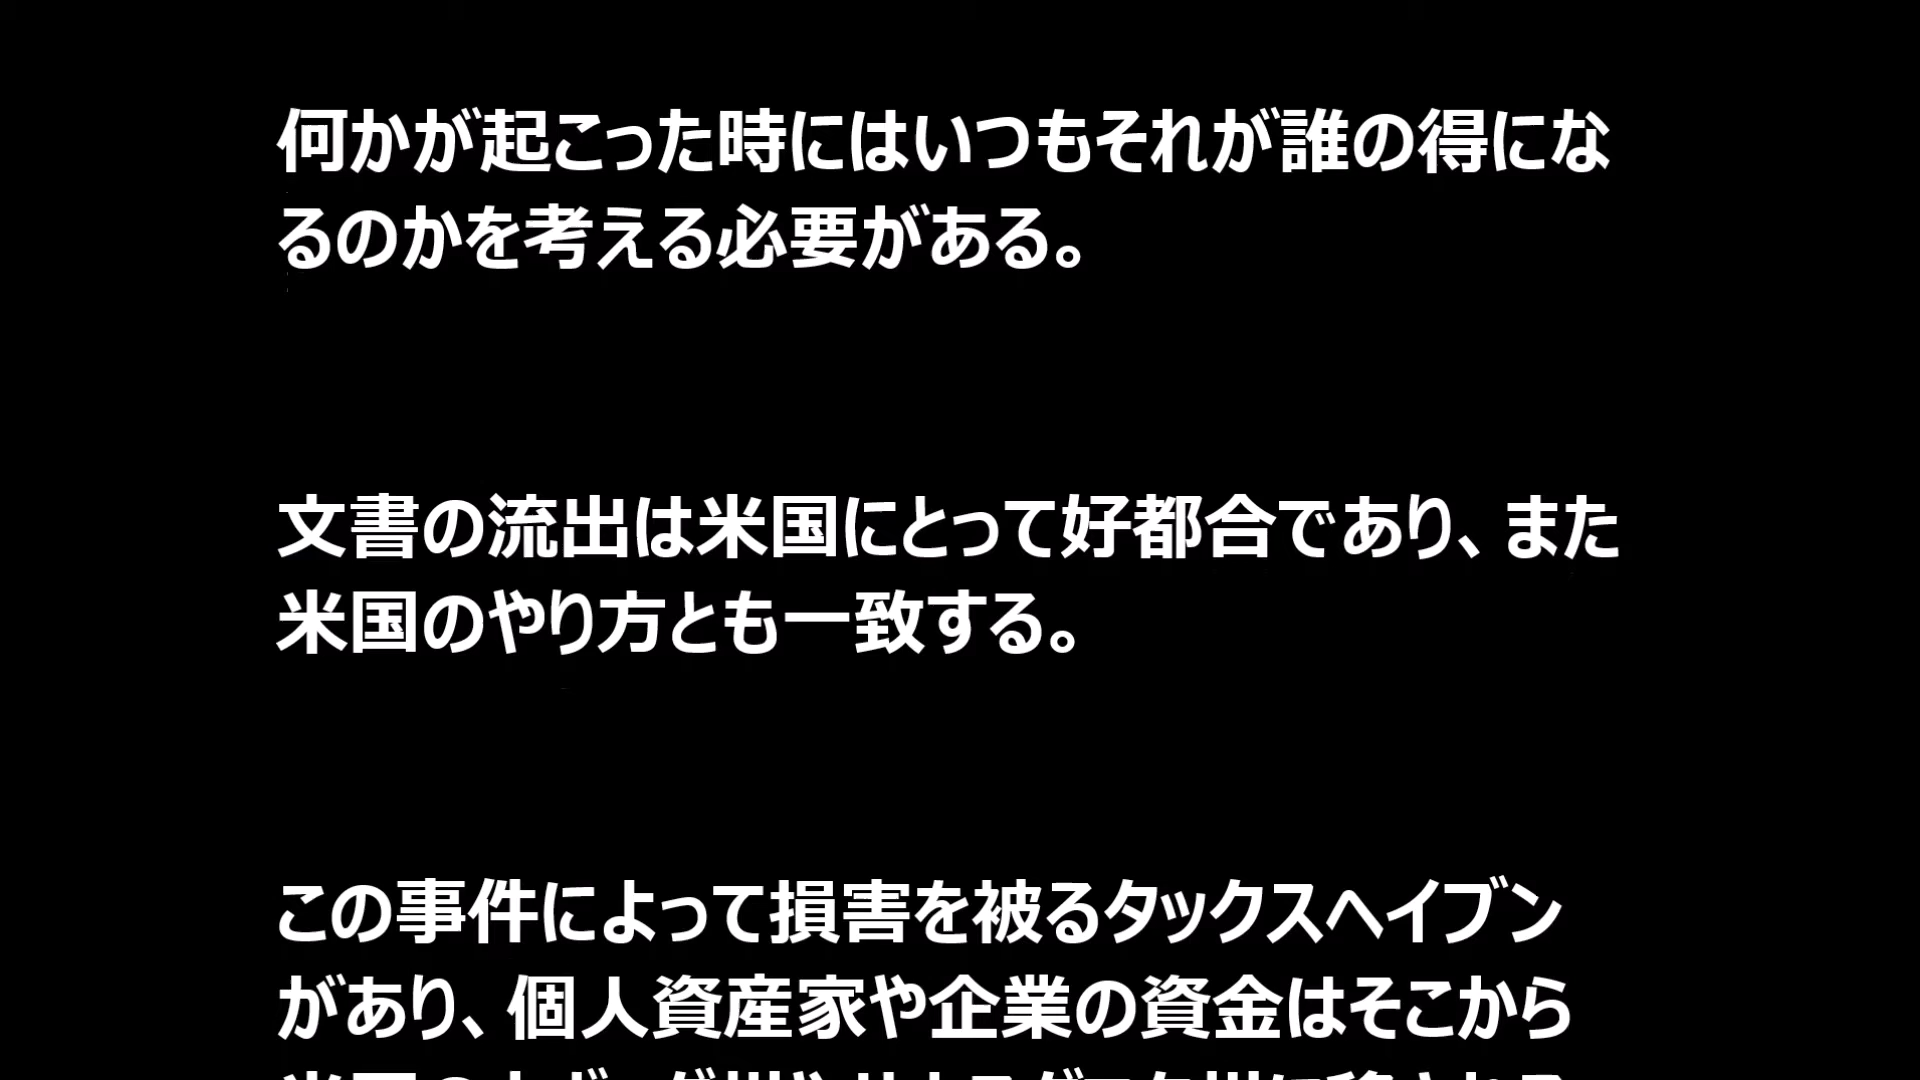 何かが起こった時にはいつもそれが誰の得にな
るのかを考える必要がある。
文書の流出は米国にとって好都合であり、また
米国のやり方とも一致する。
この事件によって損害を被るタックスヘイブン
があり、個人資産家や企業の資金はそこから